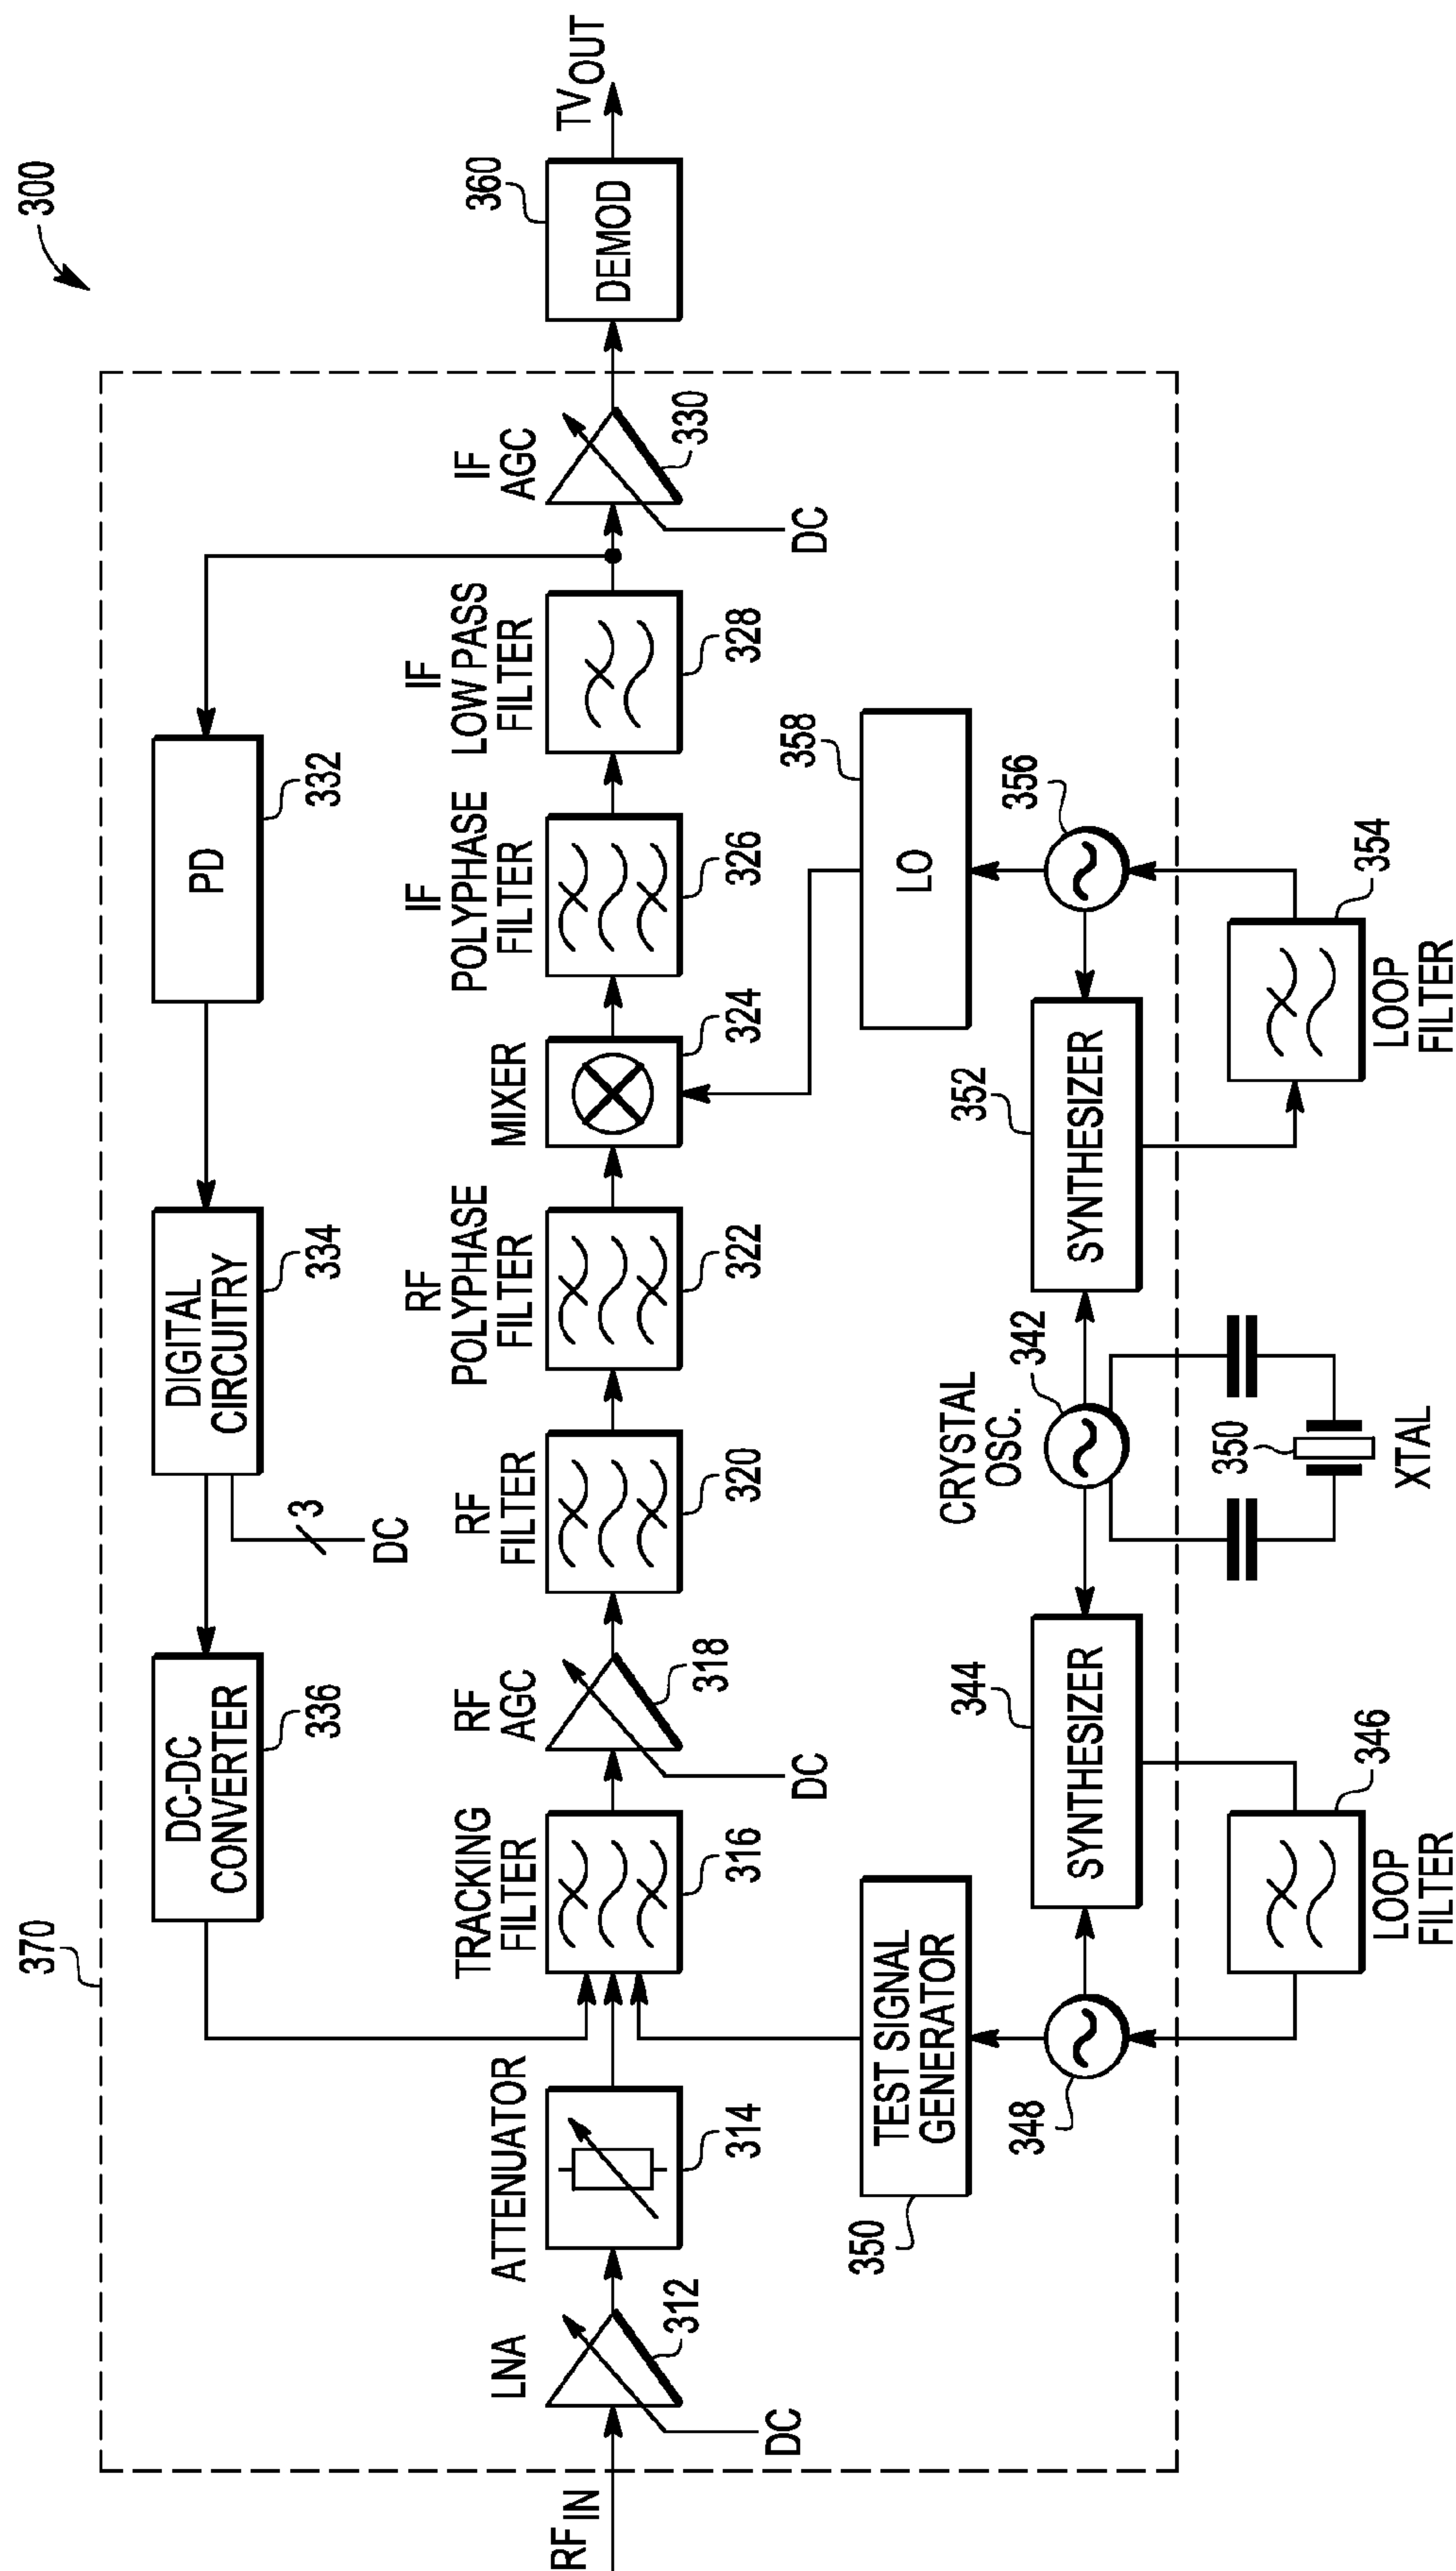 300
370
DC-DC
CONVERTER
336
DIGITAL
CIRCUITRY
334
3
DC
PD
332
RF IN
LNA
312
DC
ATTENUATOR
314
TRACKING
FILTER
316
RF
AGC
318
DC
RF
FILTER
320
RF
POLYPHASE
FILTER
322
MIXER
324
IF
POLYPHASE
FILTER
326
IF
LOW PASS
FILTER
328
IF
AGC
330
DC
360
DEMOD
TV OUT
350
TEST SIGNAL
GENERATOR
358
LO
348
344
SYNTHESIZER
CRYSTAL
OSC.
342
352
SYNTHESIZER
356
346
LOOP
FILTER
350
XTAL
354
LOOP
FILTER